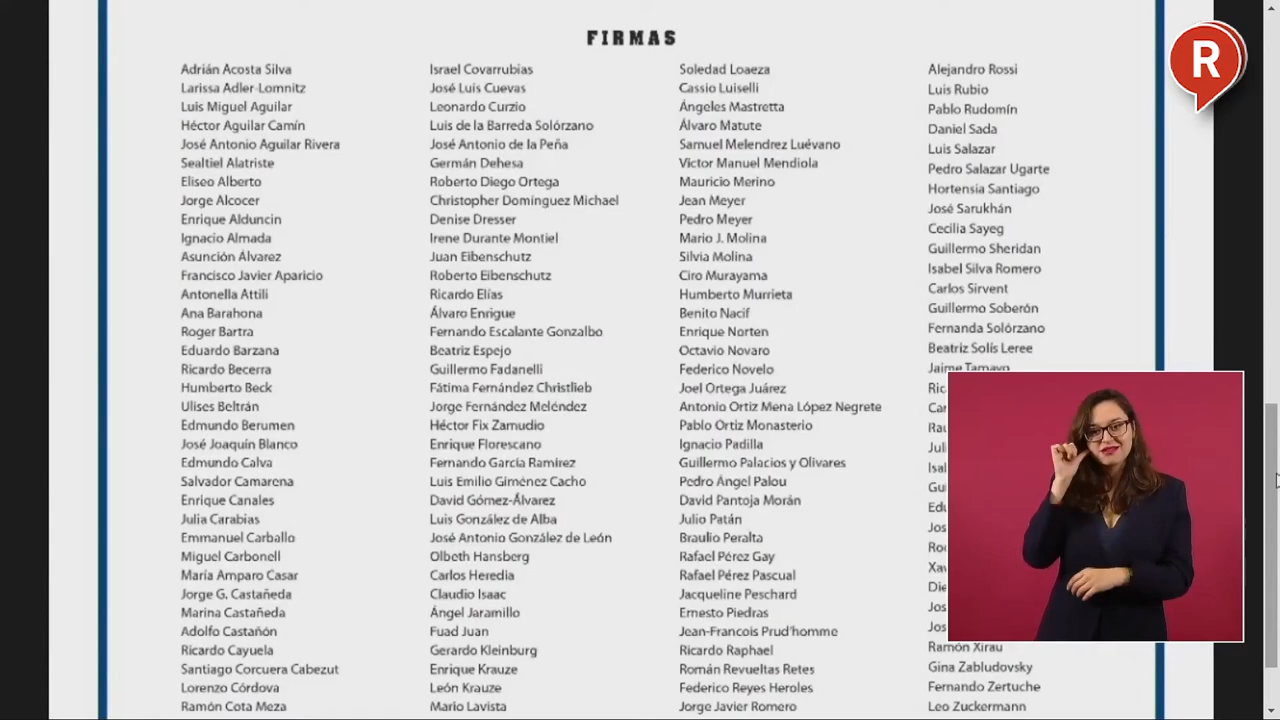 FIRMAS
R
Adrián Acosta Silva
Larissa Adler-Lomnitz
Luis Miguel Aguilar
Héctor Aguilar Camín
José Antonio Aguilar Rivera
Sealtiel Alatriste
Eliseo Alberto
Jorge Alcocer
Enrique Alduncin
Ignacio Almada
Asunción Álvarez
Francisco Javier Aparicio
Antonella Attili
Ana Barahona
Roger Bartra
Eduardo Barzana
Ricardo Becerra
Humberto Beck
Ulises Beltrán
Edmundo Berumen
José Joaquín Blanco
Edmundo Calva
Salvador Camarena
Enrique Canales
Julia Carabias
Emmanuel Carballo
Miguel Carbonell
María Amparo Casar
Jorge G. Castañeda
Marina Castañeda
Adolfo Castañón
Ricardo Cayuela
Santiago Corcuera Cabezut
Lorenzo Córdova
Ramón Cota Meza
Israel Covarrubias
José Luis Cuevas
Leonardo Curzio
Luis de la Barreda Solórzano
José Antonio de la Peña
Germán Dehesa
Roberto Diego Ortega
Christopher Domínguez Michael
Denise Dresser
Irene Durante Montiel
Juan Eibenschutz
Roberto Eibenschutz
Ricardo Elías
Álvaro Enrigue
Fernando Escalante Gonzalbo
Beatriz Espejo
Guillermo Fadanelli
Fátima Fernández Christlieb
Jorge Fernández Meléndez
Héctor Fix Zamudio
Enrique Florescano
Fernando García Ramírez
Luis Emilio Giménez Cacho
David Gómez-Álvarez
Luis González de Alba
José Antonio González de León
Olbeth Hansberg
Carlos Heredia
Claudio Isaac
Ángel Jaramillo
Fuad Juan
Gerardo Kleinburg
Enrique Krauze
León Krauze
Mario Lavista
Soledad Loaeza
Cassio Luiselli
Ángeles Mastretta
Álvaro Matute
Samuel Melendrez Luévano
Víctor Manuel Mendiola
Mauricio Merino
Jean Meyer
Pedro Meyer
Mario J. Molina
Silvia Molina
Ciro Murayama
Humberto Murrieta
Benito Nacif
Enrique Norten
Octavio Novaro
Federico Novelo
Joel Ortega Juárez
Antonio Ortiz Mena López Negrete
Pablo Ortiz Monasterio
Ignacio Padilla
Guillermo Palacios y Olivares
Pedro Ángel Palou
David Pantoja Morán
Julio Patán
Braulio Peralta
Rafael Pérez Gay
Rafael Pérez Pascual
Jacqueline Peschard
Ernesto Piedras
Jean-Francois Prud'homme
Ricardo Raphael
Román Revueltas Retes
Federico Reyes Heroles
Jorge Javier Romero
Alejandro Rossi
Luis Rubio
Pablo Rudomín
Daniel Sada
Luis Salazar
Pedro Salazar Ugarte
Hortensia Santiago
José Sarukhán
Cecilia Sayeg
Guillermo Sheridan
Isabel Silva Romero
Carlos Sirvent
Guillermo Soberón
Fernanda Solórzano
Beatriz Solís Leree
Jaime Tamayo
Ramón Xirau
Gina Zabludovsky
Fernando Zertuche
Leo Zuckermann